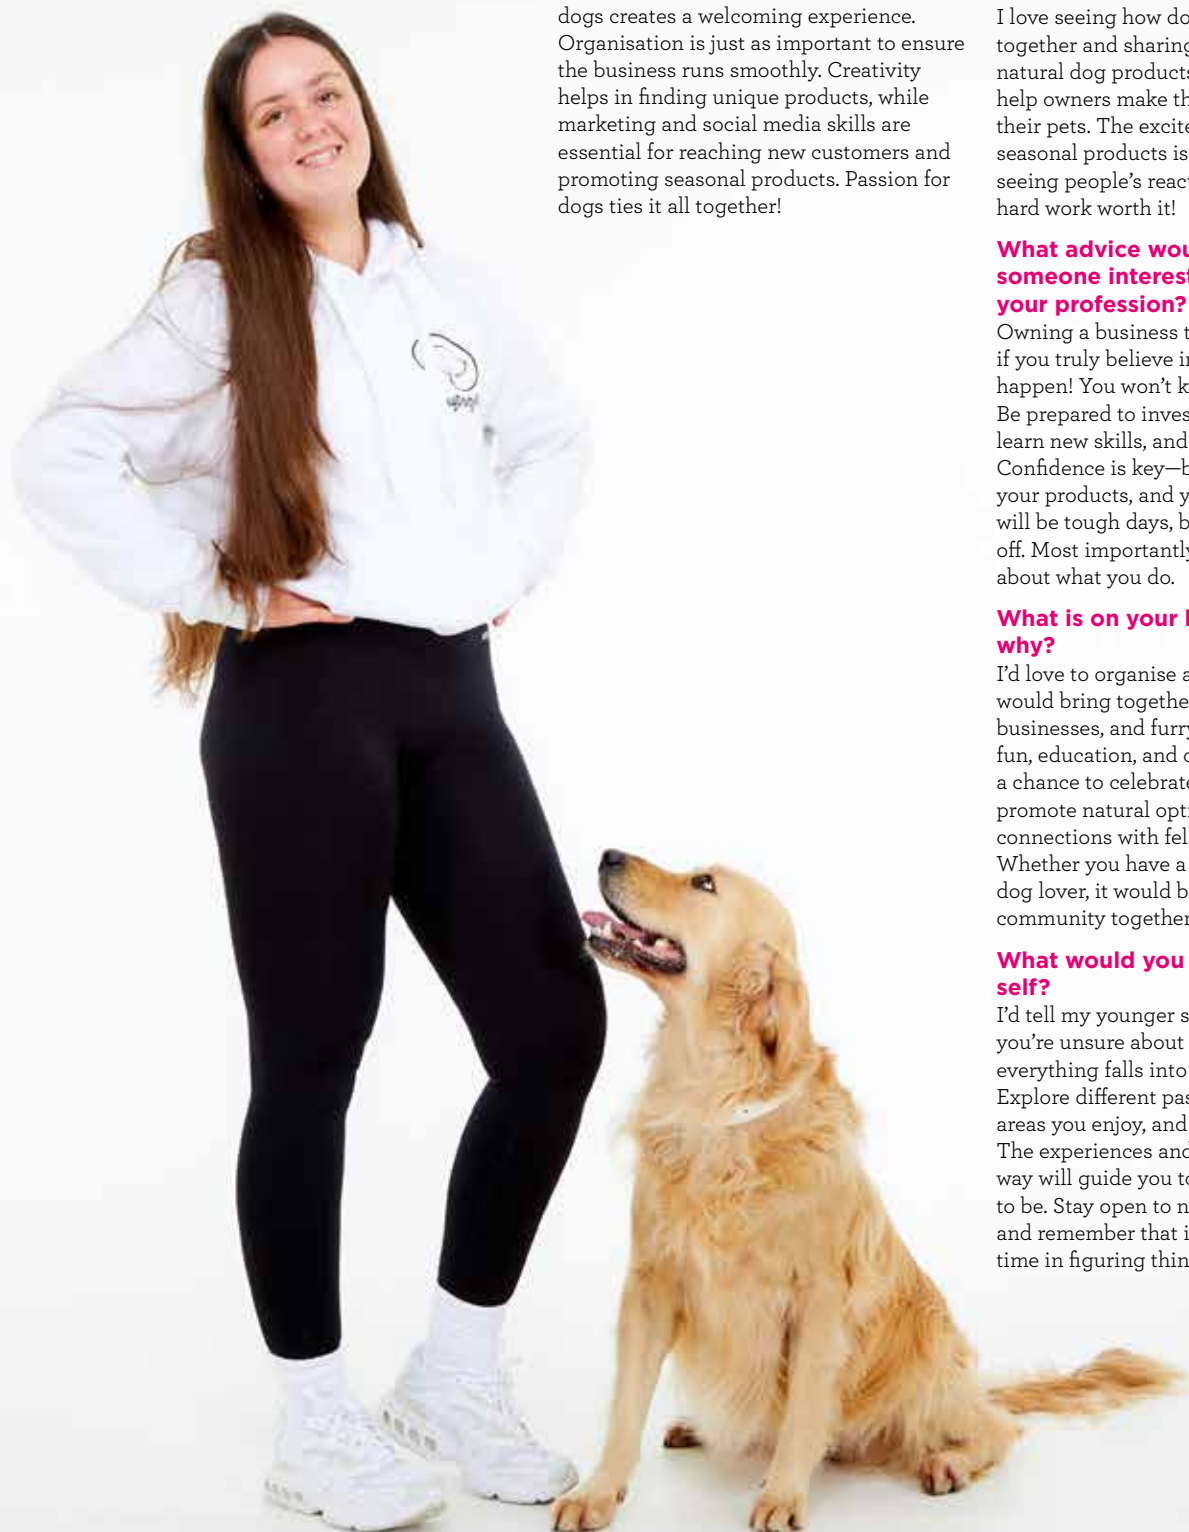 dogs creates a welcoming experience.
Organisation is just as important to ensure
the business runs smoothly. Creativity
helps in finding unique products, while
marketing and social media skills are
essential for reaching new customers and
promoting seasonal products. Passion for
dogs ties it all together!
I love seeing how do
together and sharing
natural dog products
help owners make th
their pets. The excite
seasonal products is
seeing people's react
hard work worth it!
What advice wou
someone interest
your profession?
Owning a business t
if you truly believe in
happen! You won't k
Be prepared to inves
learn new skills, and
Confidence is key—b
your products, and y
will be tough days, b
off. Most importantly
about what you do.
What is on your l
why?
I'd love to organise a
would bring togethe
businesses, and furry
fun, education, and c
a chance to celebrate
promote natural opti
connections with fel
Whether you have a
dog lover, it would b
community together
What would you
self?
I'd tell my younger s
you're unsure about
everything falls into
Explore different pas
areas you enjoy, and
The experiences and
way will guide you to
to be. Stay open to n
and remember that i
time in figuring thin